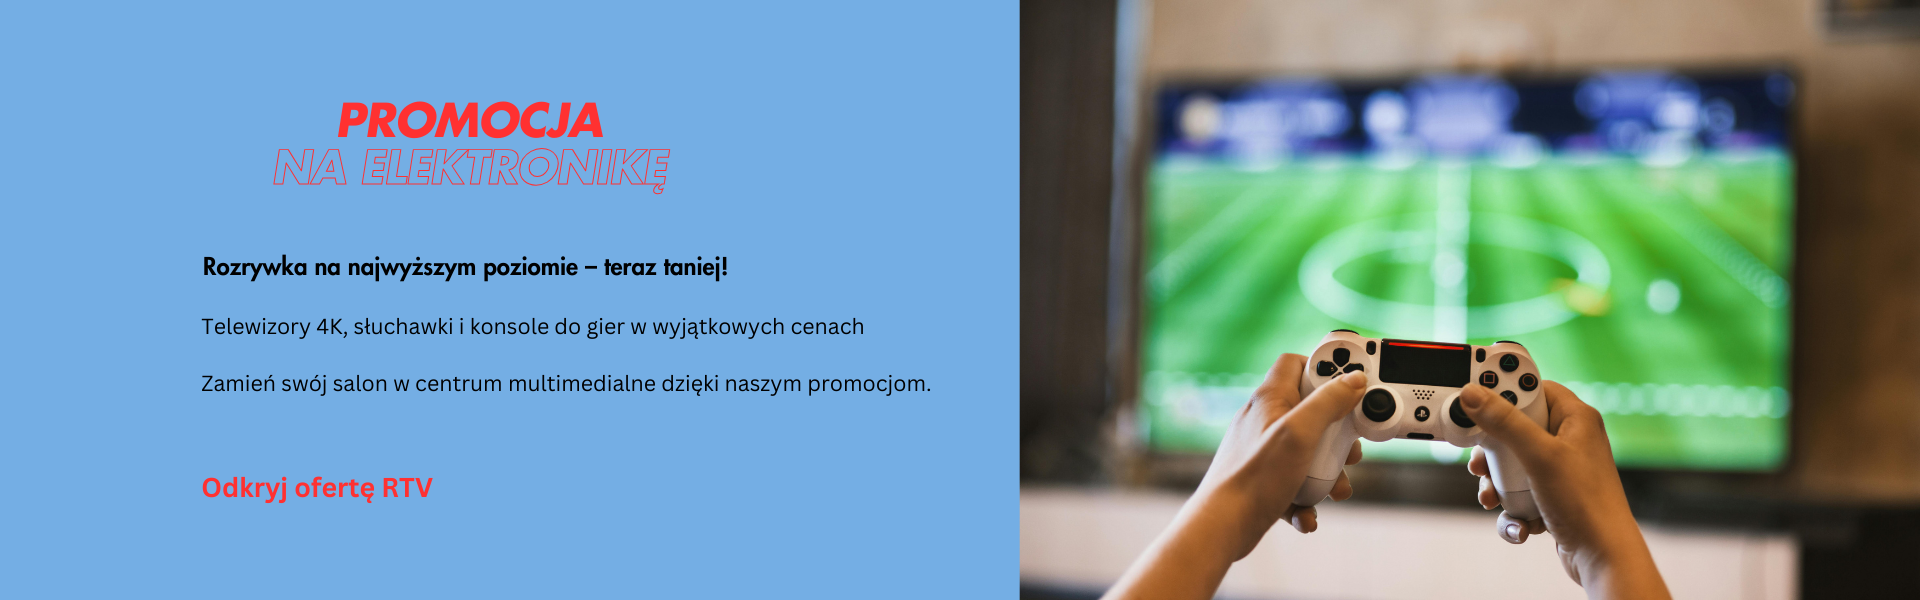 PROMOCJA
NA ELEKTRONIKĘ
Rozrywka na najwyższym poziomie – teraz taniej!
Telewizory 4K, słuchawki i konsole do gier w wyjątkowych cenach
Zamień swój salon w centrum multimedialne dzięki naszym promocjom.
Odkryj ofertę RTV